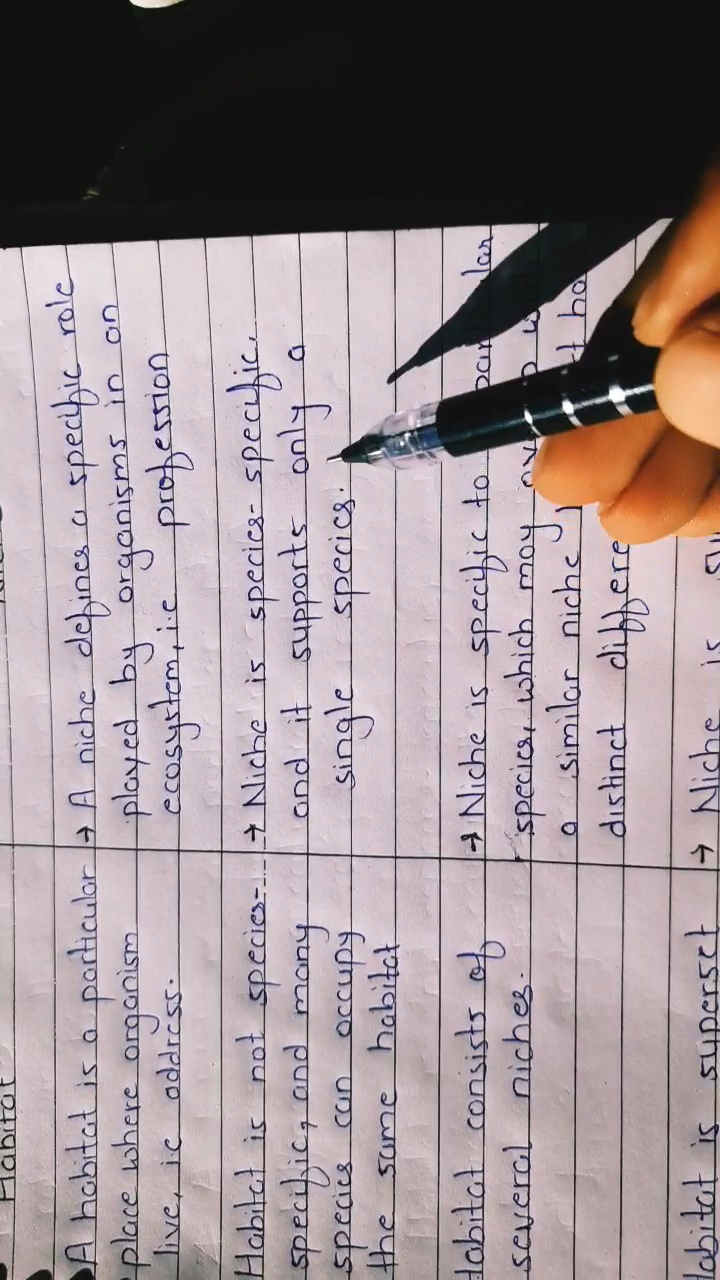 Habitat
A habitat is a particular
place where organism
live, ie address.
Habitat is not species-
specific, and many
species can occupy
the same habitat
Habitat consists of
several niches.
Habitat is superset
→ A niche defines a specific role
played by organisms in an
ecosystem, i.e profession
→ Niche is species-specific,
and it supports only a
single species.
→ Niche is specific to
species, which may
a similar niche
distinct
→ Niche is